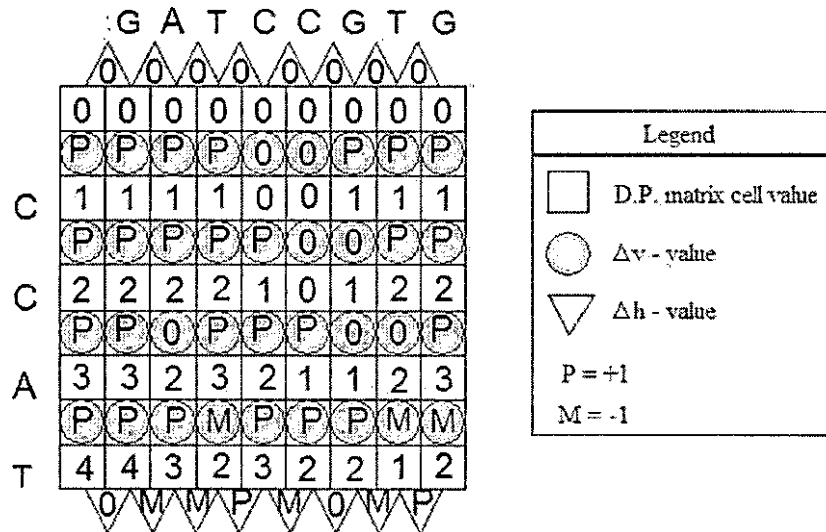 G A T C C G T G
0 0 0 0 0 0 0 0
0 0 0 0 0 0 0 0 0
P P P P 0 0 P P P
C 1 1 1 1 0 0 1 1 1
P P P P P 0 0 P P
C 2 2 2 2 1 0 1 2 2
P P 0 P P P 0 0 P
A 3 3 2 3 2 1 1 2 3
P P P M P P P M M
T 4 4 3 2 3 2 2 1 2
0 M M P M 0 M P
Legend
D.P. matrix cell value
Δv - value
Δh - value
P = +1
M = -1